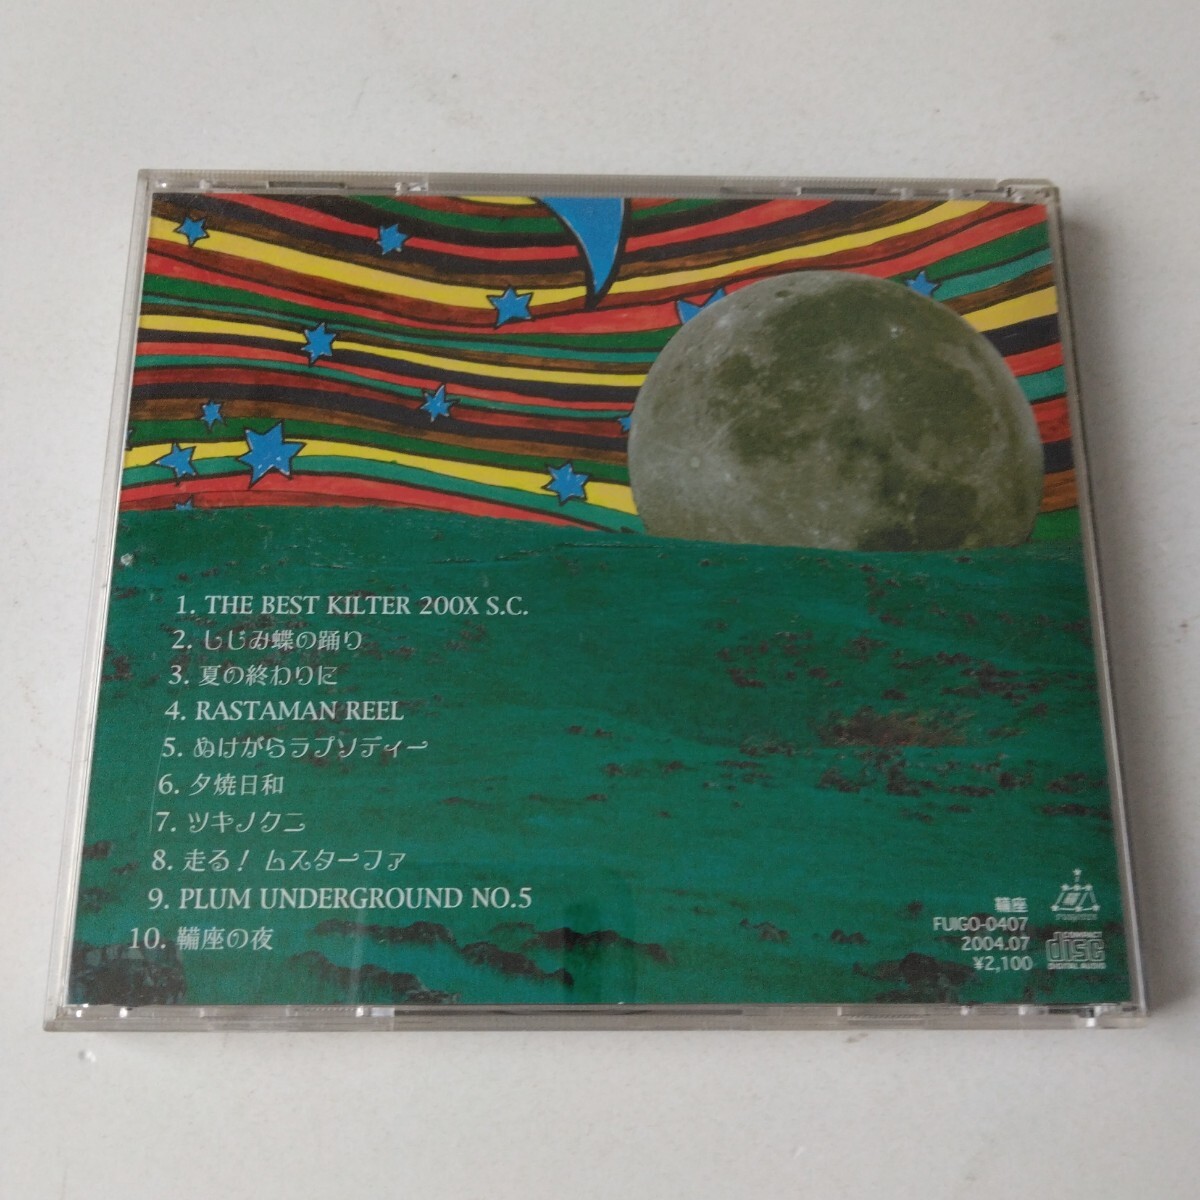 1. THE BEST KILTER 200X S.C.
2. しじみ蝶の踊り
3. 夏の終わりに
4. RASTAMAN REEL
5. ぬけがらラプソディー
6. 夕焼日和
7. ツキノクニ
8. 走る！ムスターファ
9. PLUM UNDERGROUND NO.5
10. 鞴座の夜
鞴座
FUIGO-0407
2004.07
¥2,100
COMPACT
disc
DIGITAL AUDIO